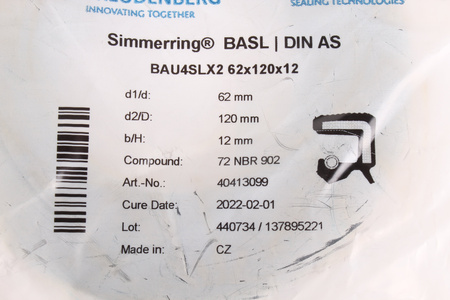 INNOVATING TOGETHER
SEALING TECHNOLOGIES
Simmerring® BASL | DIN AS
BAU4SLX2 62x120x12
d1/d: 62 mm
d2/D: 120 mm
b/H: 12 mm
Compound: 72 NBR 902
Art.-No.: 40413099
Cure Date: 2022-02-01
Lot: 440734 / 137895221
Made in: CZ